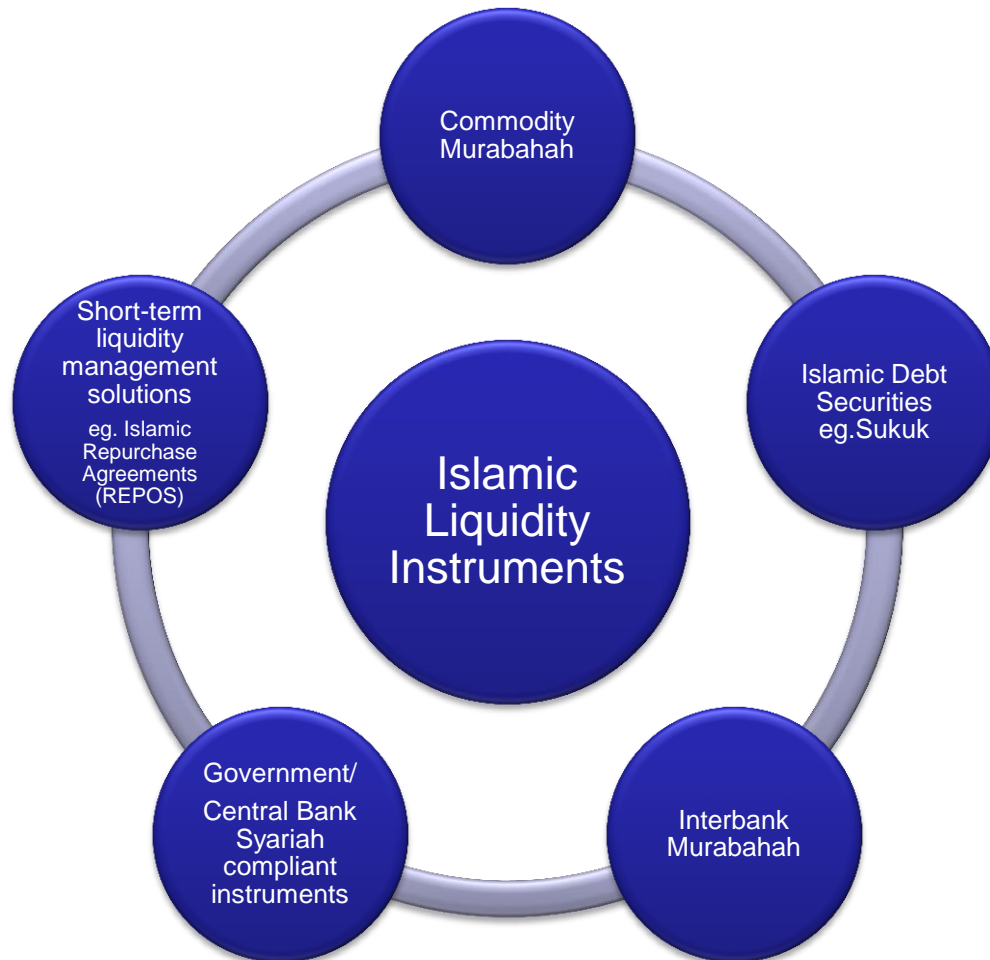 Commodity
Murabahah
Short-term
liquidity
management
solutions
eg. Islamic
Repurchase
Agreements
(REPOS)
Islamic Debt
Securities
eg.Sukuk
Islamic
Liquidity
Instruments
Government/
Central Bank
Syariah
compliant
instruments
Interbank
Murabahah